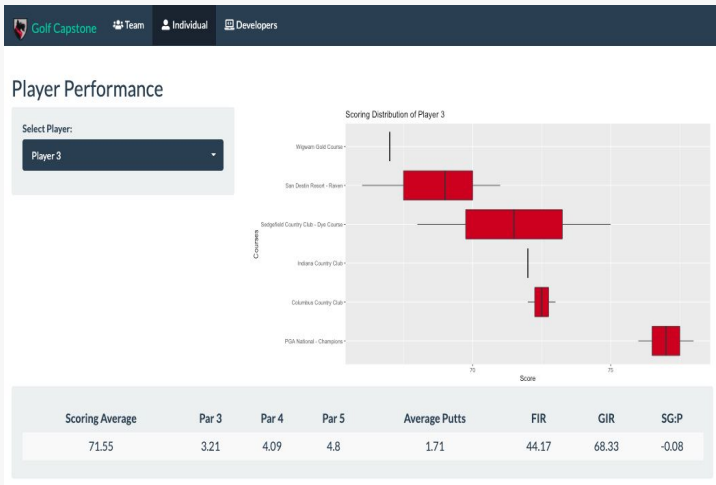 Golf Capstone Team Individual Developers
Player Performance
Select Player:
Player 3
Scoring Distribution of Player 3
Wigwam Gold Course
San Destin Resort - Raven
Sedgefield Country Club - Dye Course
Indiana Country Club
Columbus Country Club
PGA National - Champions
Courses
70 75
Score
Scoring Average Par 3 Par 4 Par 5 Average Putts FIR GIR SG:P
71.55 3.21 4.09 4.8 1.71 44.17 68.33 -0.08